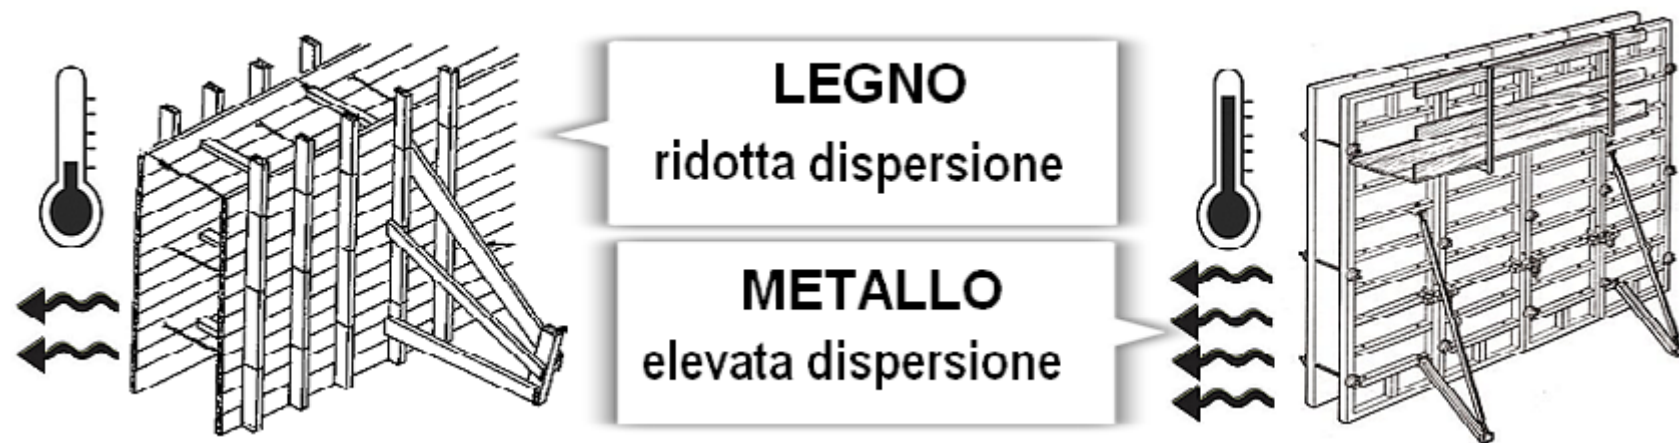 LEGNO
ridotta dispersione
METALLO
elevata dispersione